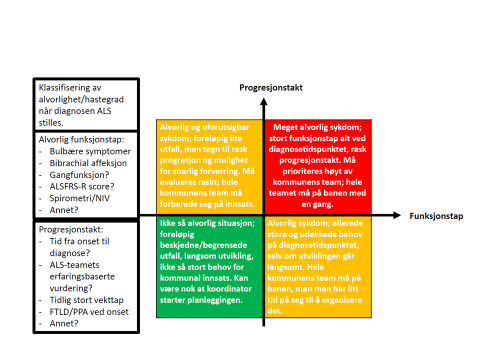 Klassifisering av
alvorlighet/hastegrad
når diagnosen ALS
stilles.
Alvorlig funksjonstap:
- Bulbære symptomer
- Bibrachial affeksjon
- Gangfunksjon?
- ALSFRS-R score?
- Spirometri/NIV
- Annet?
Progresjonstakt:
- Tid fra onset til
diagnose?
- ALS-teamets
erfaringsbaserte
vurdering?
- Tidlig stort vekttap
- FTLD/PPA ved onset
- Annet?
Progresjonstakt
Alvorlig og uforutsigbar
sykdom; foreløpig lite
utfall, men tegn til rask
progresjon og mulighet
for snarlig forverring. Må
evalueres raskt; hele
kommunens team må
forberede seg på innsats.
Meget alvorlig sykdom;
stort funksjonstap alt ved
diagnosetidspunktet, rask
progresjonstakt. Må
prioriteres høyt av
kommunens team; hele
teamet må på banen med
en gang.
Funksjonstap
Ikke så alvorlig situasjon;
foreløpig
beskjedne/begrensede
utfall, langsom utvikling,
ikke så stort behov for
kommunal innsats. Kan
være nok at koordinator
starter planleggingen.
Alvorlig sykdom; allerede
store og udekkede behov
på diagnosetidspunktet,
selv om utviklingen går
langsomt. Hele
kommunens team må på
banen, men man har litt
tid på seg til å organisere
det.